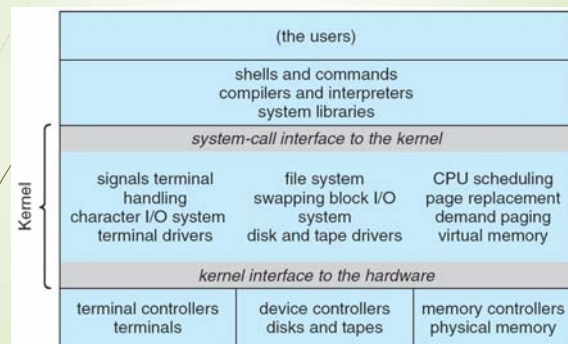 (the users)
shells and commands
compilers and interpreters
system libraries
system-call interface to the kernel
Kernel
signals terminal
handling
character I/O system
terminal drivers
file system
swapping block I/O
system
disk and tape drivers
CPU scheduling
page replacement
demand paging
virtual memory
kernel interface to the hardware
terminal controllers
terminals
device controllers
disks and tapes
memory controllers
physical memory